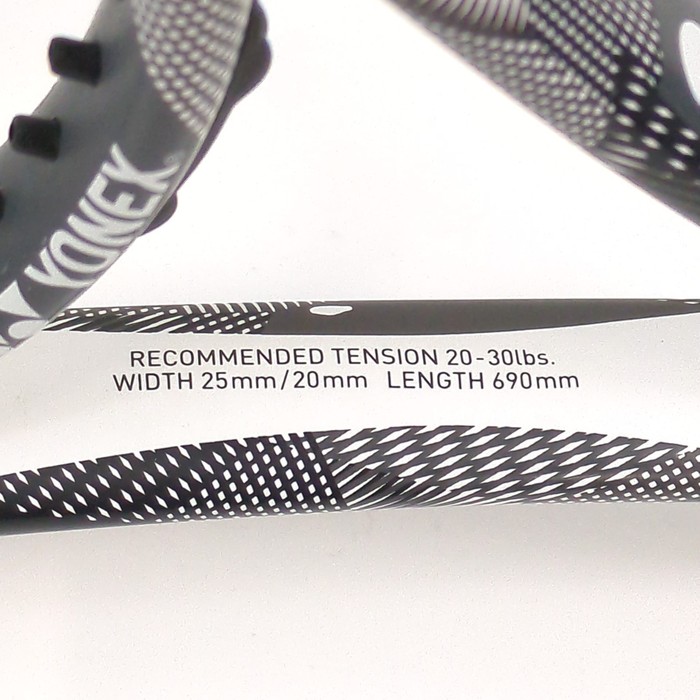 YONEX
RECOMMENDED TENSION 20-30lbs.
WIDTH 25mm/20mm LENGTH 690mm